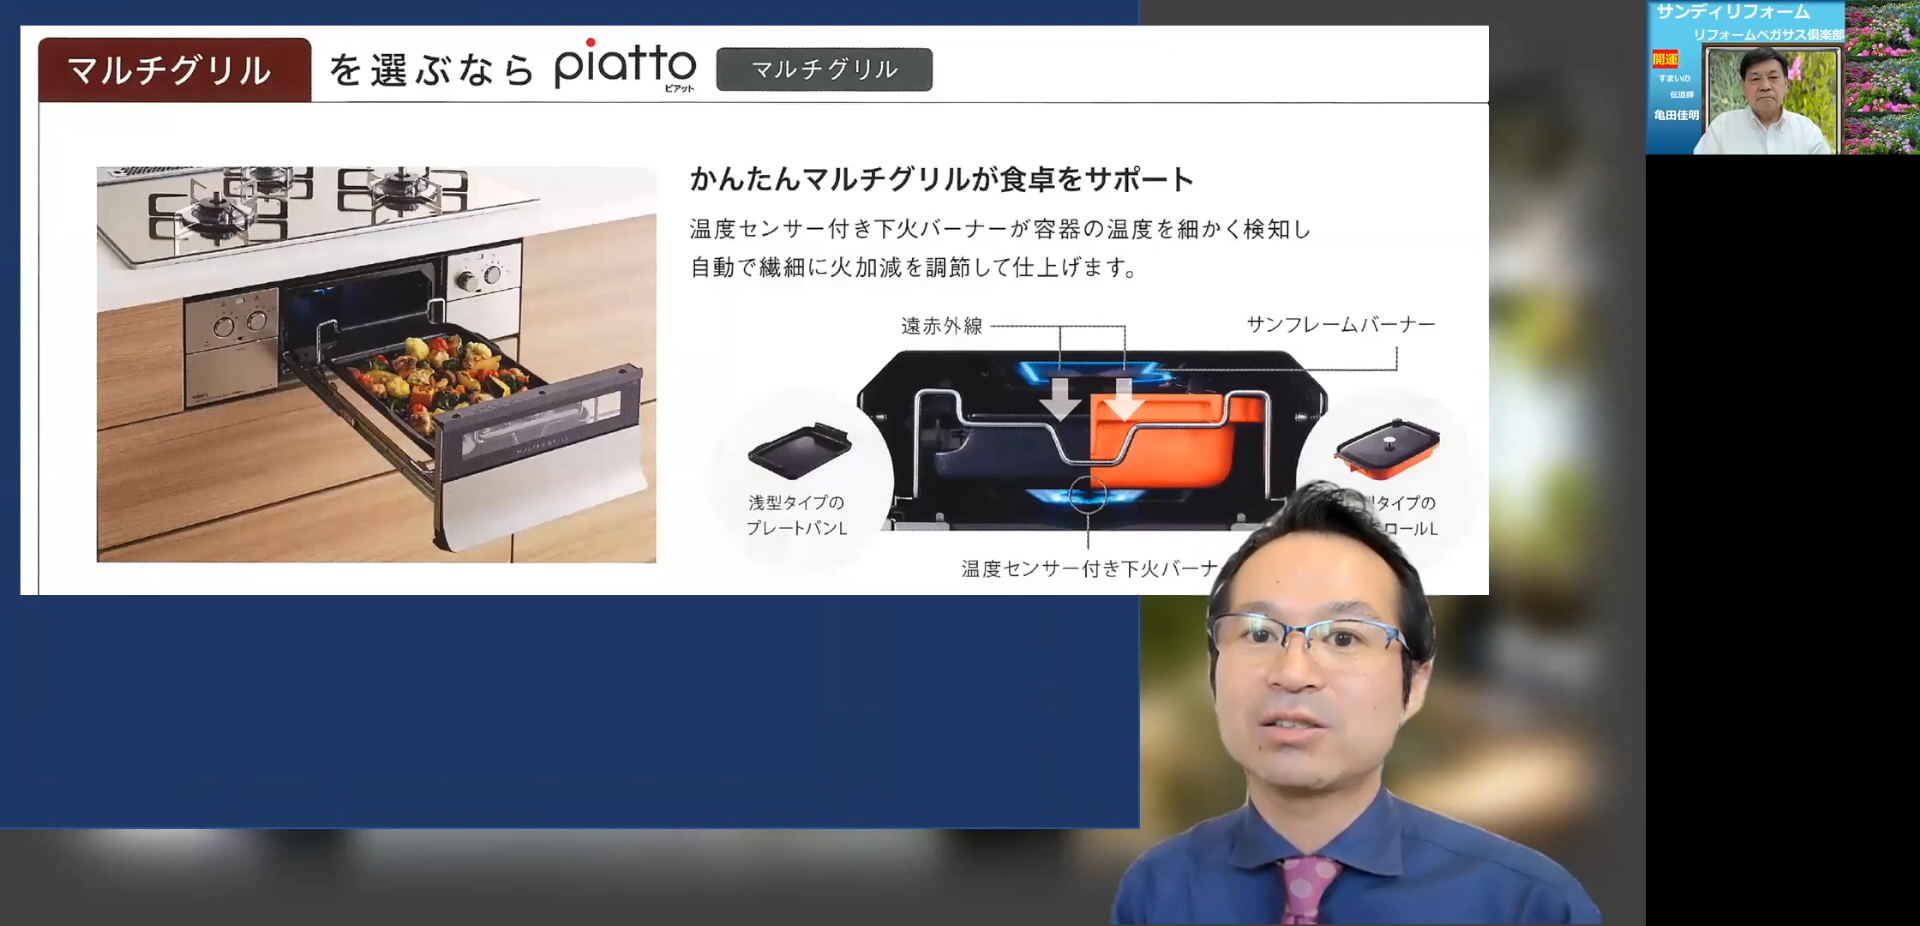 マルチグリル を選ぶなら piatto マルチグリル
ピアット
かんたんマルチグリルが食卓をサポート
温度センサー付き下火バーナーが容器の温度を細かく検知し
自動で繊細に火加減を調節して仕上げます。
遠赤外線
サンフレームバーナー
浅型タイプの
プレートパンL
タイプの
ロールL
温度センサー付き下火バーナ
MULTI GRILL
サンディリフォーム
リフォームペガサス倶楽部
開運
すまいの
伝道師
亀田佳明